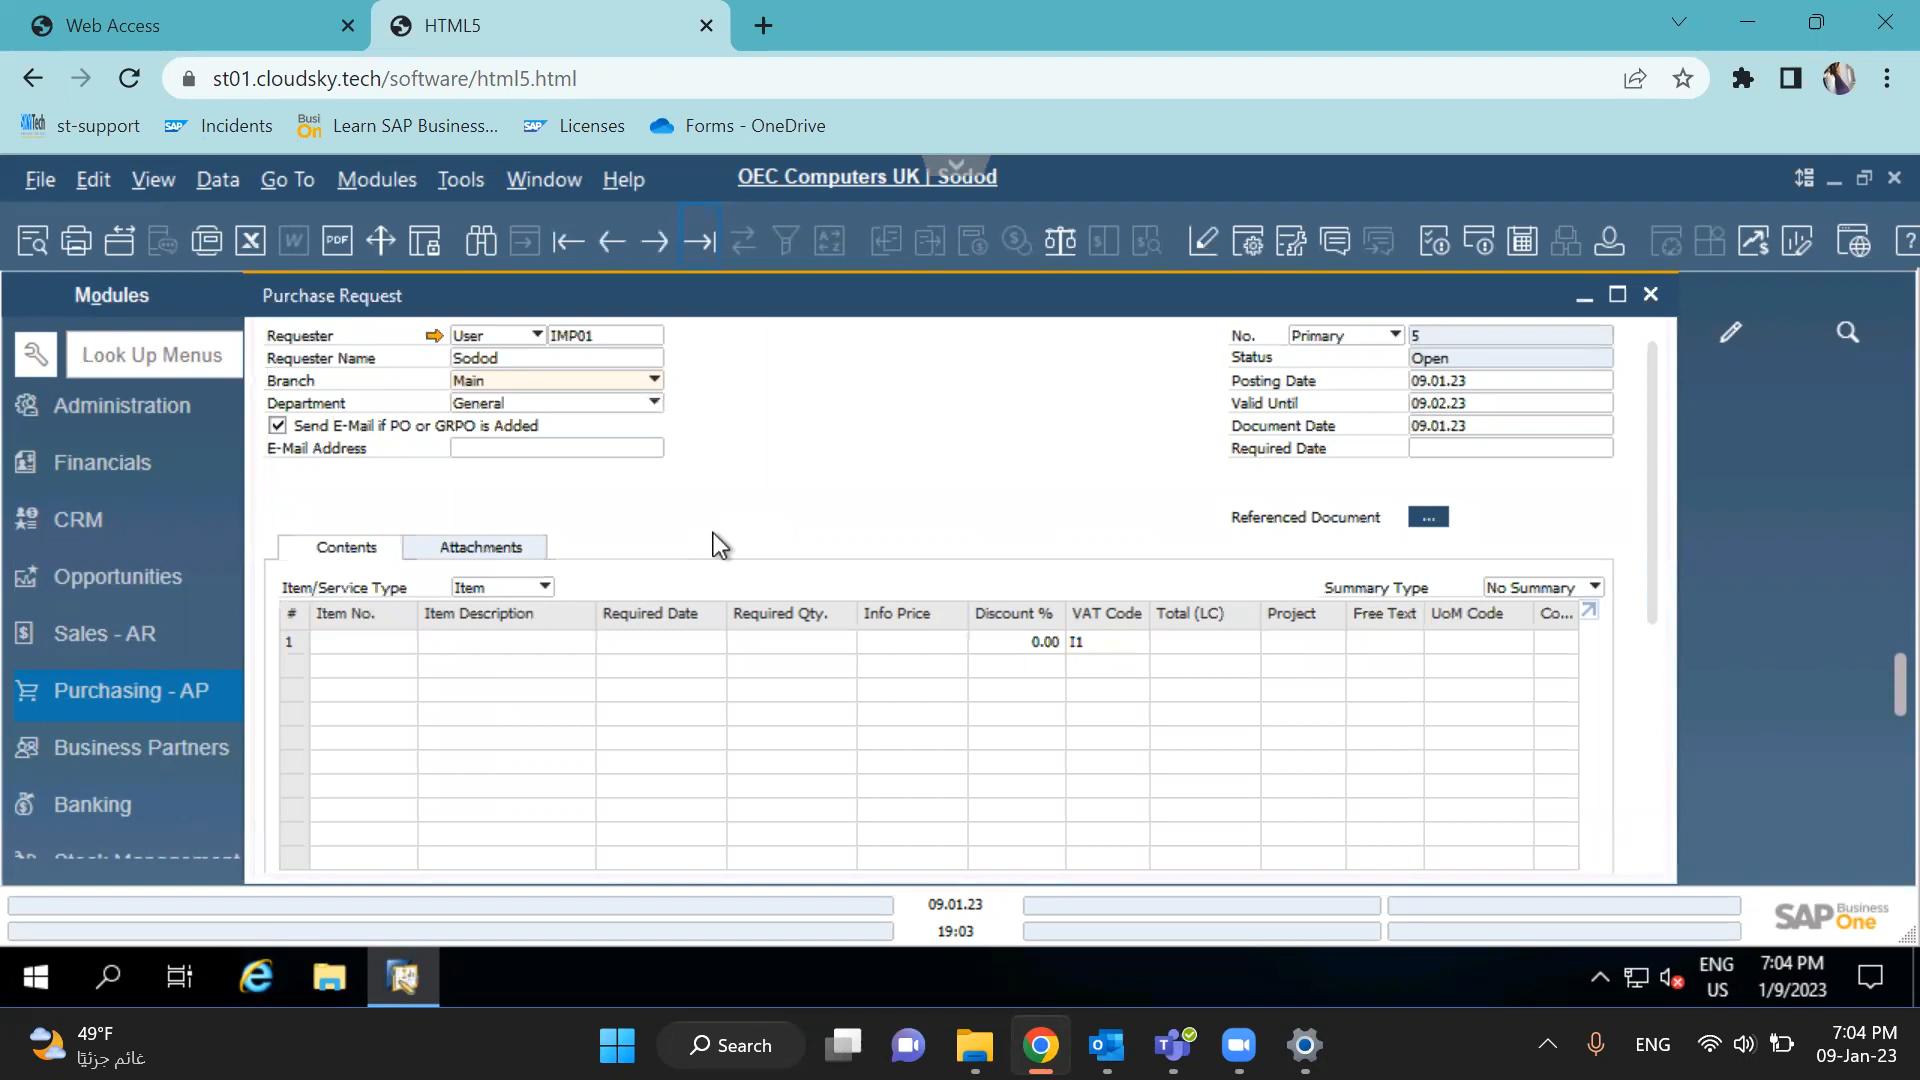 Web Access
HTML5
st01.cloudsky.tech/software/html5.html
st-support
SAP Incidents
Busi On Learn SAP Business...
SAP Licenses
Forms - OneDrive
File Edit View Data Go To Modules Tools Window Help
OEC Computers UK | Sodod
X W PDF
Modules
Purchase Request
Look Up Menus
Administration
Financials
CRM
Opportunities
Sales - AR
Purchasing - AP
Business Partners
Banking
Requester User IMP01
Requester Name Sodod
Branch Main
Department General
Send E-Mail if PO or GRPO is Added
E-Mail Address
No. Primary 5
Status Open
Posting Date 09.01.23
Valid Until 09.02.23
Document Date 09.01.23
Required Date
Referenced Document ...
Contents Attachments
Item/Service Type Item
Summary Type No Summary
# Item No. Item Description Required Date Required Qty. Info Price Discount % VAT Code Total (LC) Project Free Text UoM Code Co...
1 0.00 I1
09.01.23
19:03
SAP Business One
ENG US
7:04 PM
1/9/2023
49°F
غائم جزئيًا
Search
ENG
7:04 PM
09-Jan-23